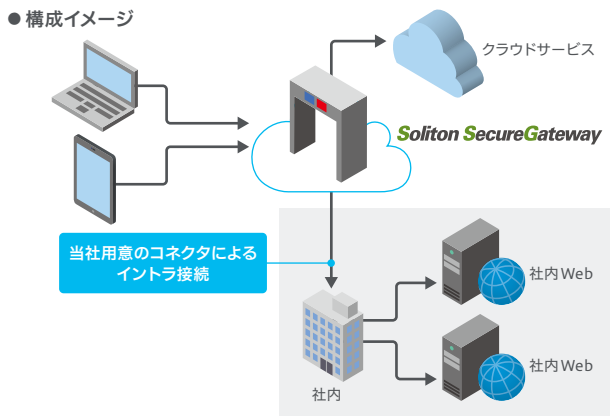 ● 構成イメージ
クラウドサービス
Soliton SecureGateway
当社用意のコネクタによる
イントラ接続
社内Web
社内Web
社内